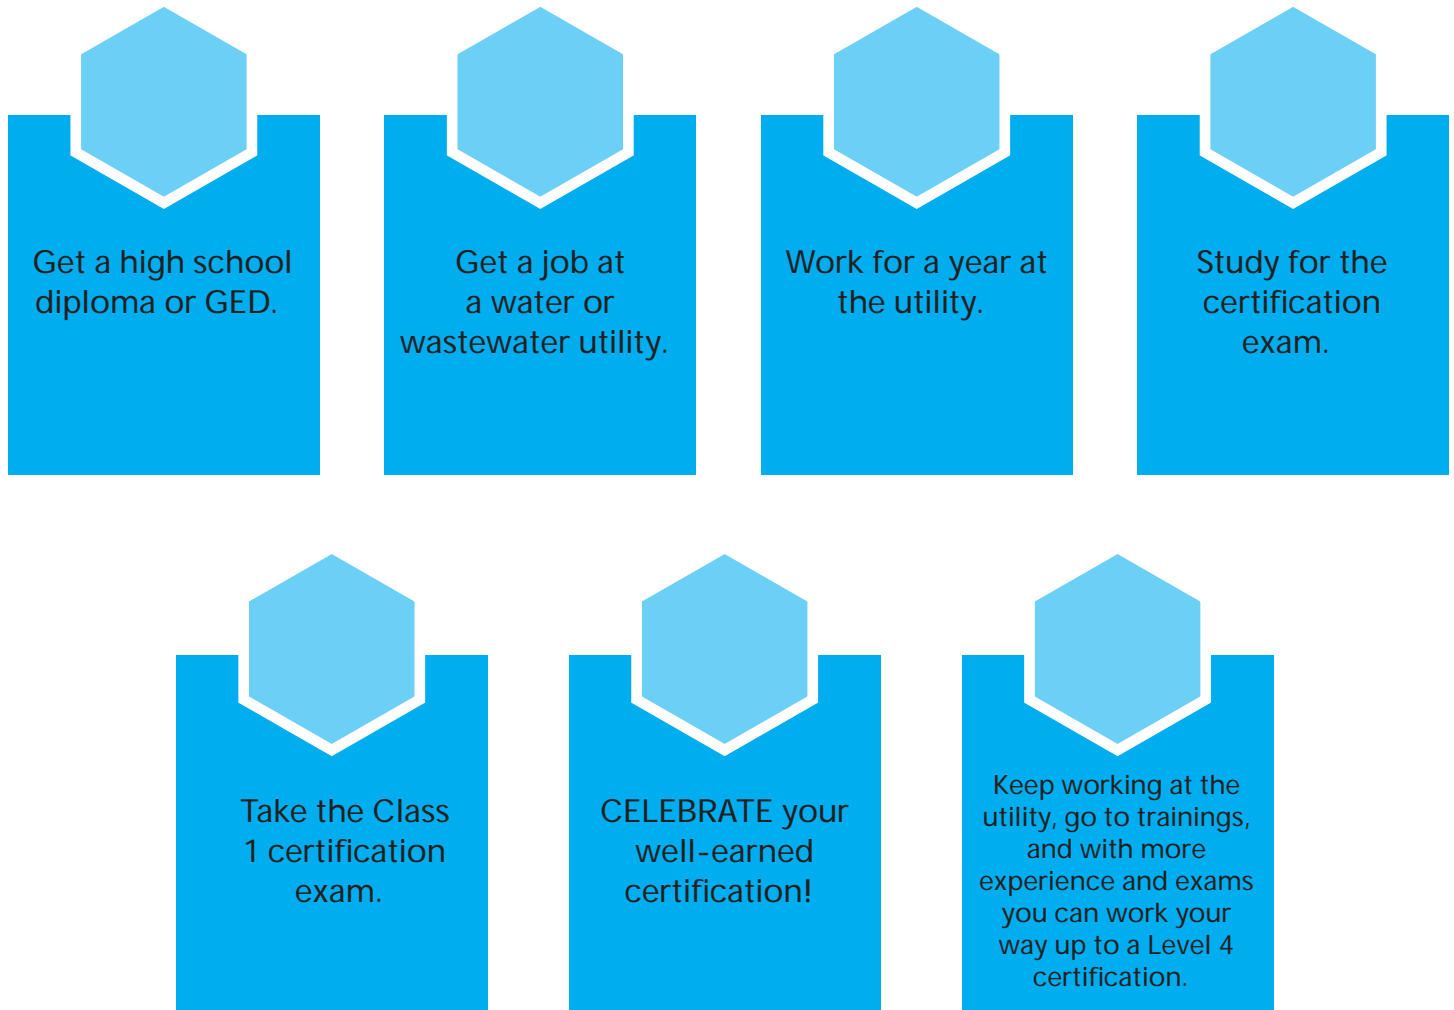 Get a high school
diploma or GED.
Get a job at
a water or
wastewater utility.
Work for a year at
the utility.
Study for the
certification
exam.
Take the Class
1 certification
exam.
CELEBRATE your
well-earned
certification!
Keep working at the
utility, go to trainings,
and with more
experience and exams
you can work your
way up to a Level 4
certification.